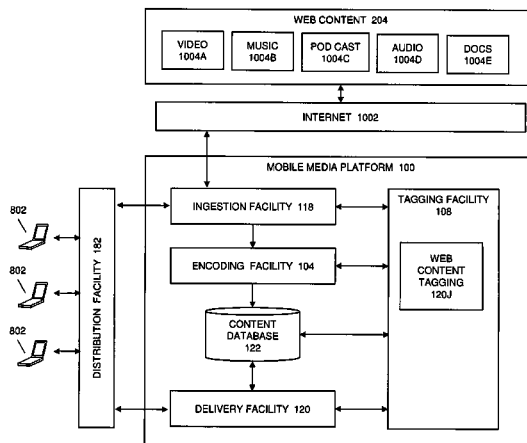 WEB CONTENT 204
VIDEO
1004A
MUSIC
1004B
POD CAST
1004C
AUDIO
1004D
DOCS
1004E
INTERNET 1002
MOBILE MEDIA PLATFORM 100
INGESTION FACILITY 118
TAGGING FACILITY
108
802
DISTRIBUTION FACILITY 182
ENCODING FACILITY 104
WEB
CONTENT
TAGGING
120J
802
CONTENT
DATABASE
122
802
DELIVERY FACILITY 120